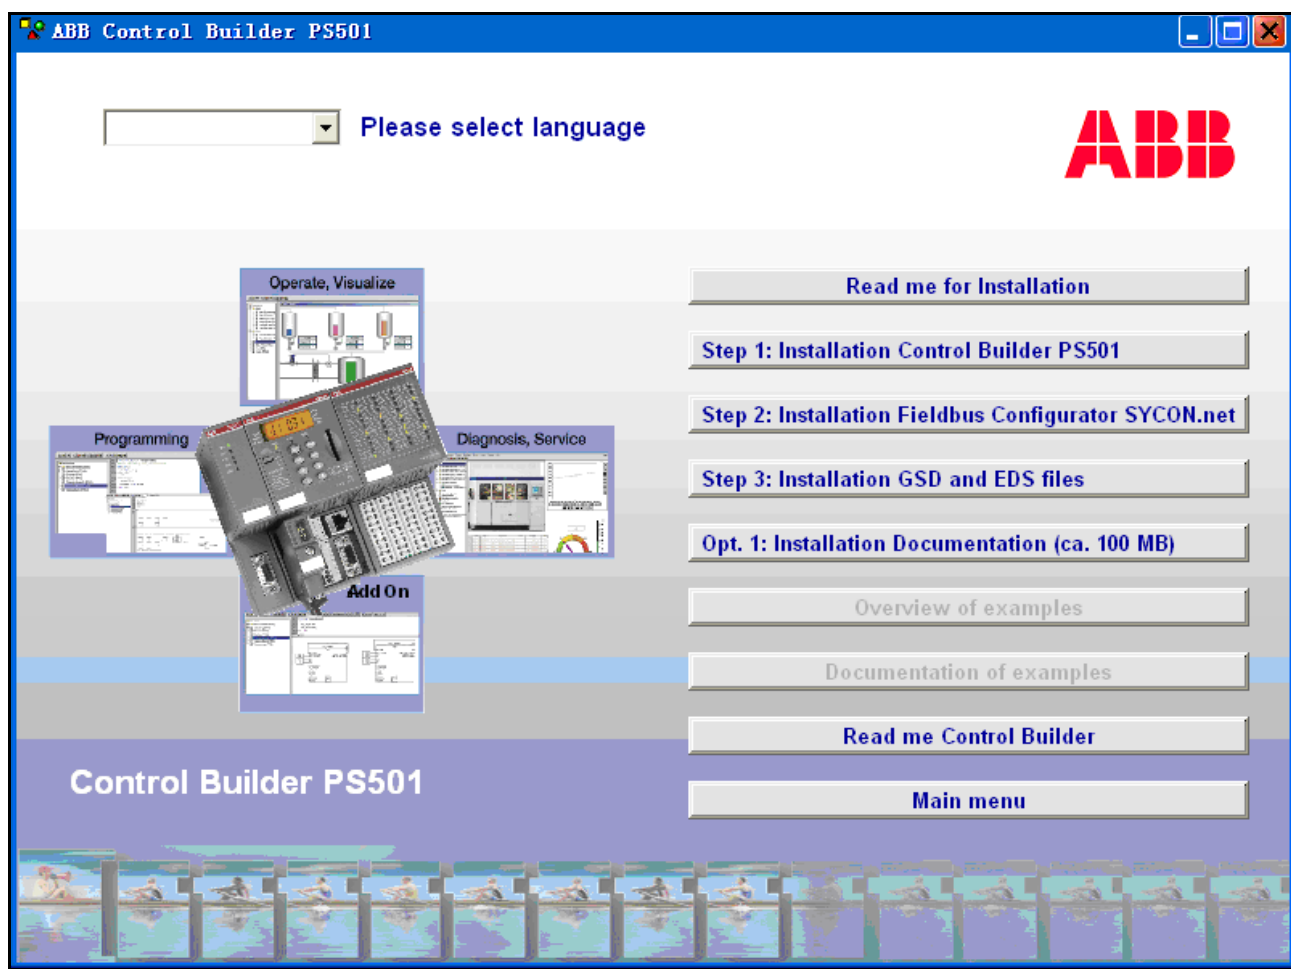 ABB Control Builder PS501
Please select language
ABB
Operate, Visualize
Programming
Diagnosis, Service
Add On
Control Builder PS501
Read me for Installation
Step 1: Installation Control Builder PS501
Step 2: Installation Fieldbus Configurator SYCON.net
Step 3: Installation GSD and EDS files
Opt. 1: Installation Documentation (ca. 100 MB)
Overview of examples
Documentation of examples
Read me Control Builder
Main menu